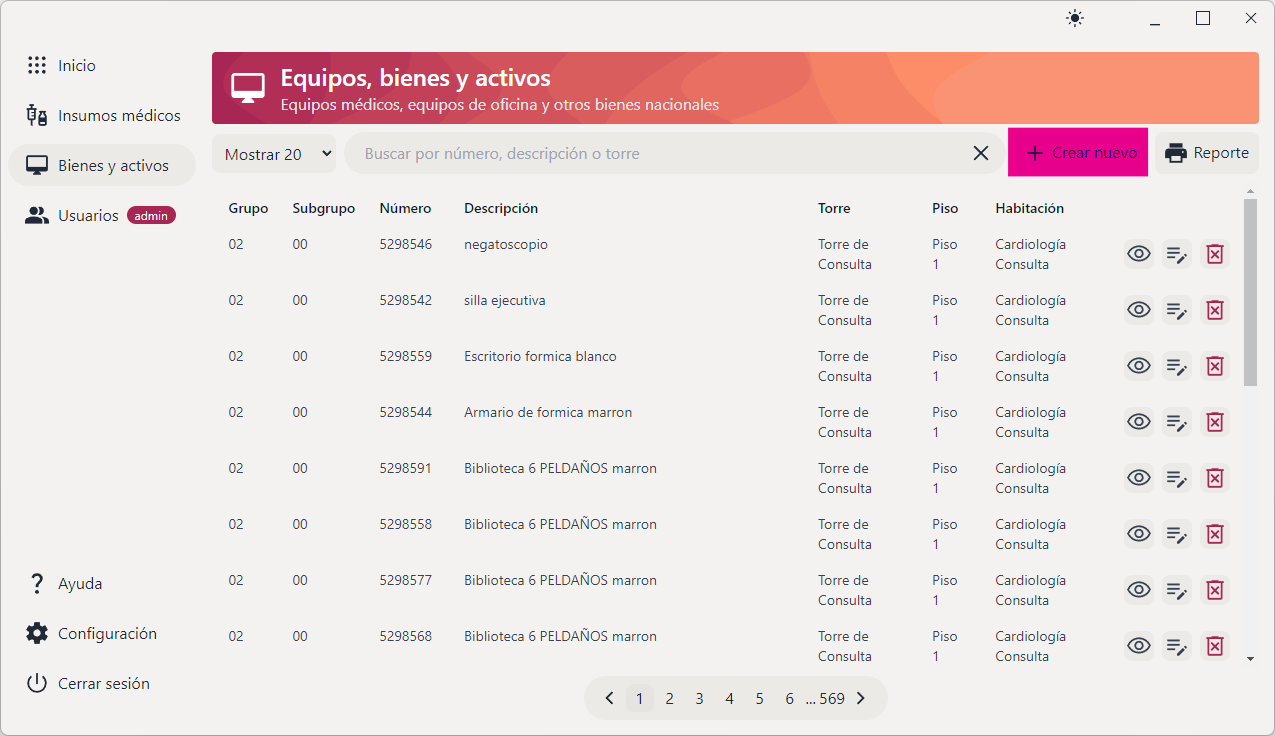 Inicio
Insumos médicos
Bienes y activos
Usuarios admin
Ayuda
Configuración
Cerrar sesión
Equipos, bienes y activos
Equipos médicos, equipos de oficina y otros bienes nacionales
Mostrar 20 Buscar por número, descripción o torre Crear nuevo Reporte
Grupo Subgrupo Número Descripción Torre Piso Habitación
02 00 5298546 negatoscopio Torre de Piso Cardiología
Consulta 1 Consulta
02 00 5298542 silla ejecutiva Torre de Piso Cardiología
Consulta 1 Consulta
02 00 5298559 Escritorio formica blanco Torre de Piso Cardiología
Consulta 1 Consulta
02 00 5298544 Armario de formica marron Torre de Piso Cardiología
Consulta 1 Consulta
02 00 5298591 Biblioteca 6 PELDAÑOS marron Torre de Piso Cardiología
Consulta 1 Consulta
02 00 5298558 Biblioteca 6 PELDAÑOS marron Torre de Piso Cardiología
Consulta 1 Consulta
02 00 5298577 Biblioteca 6 PELDAÑOS marron Torre de Piso Cardiología
Consulta 1 Consulta
02 00 5298568 Biblioteca 6 PELDAÑOS marron Torre de Piso Cardiología
Consulta 1 Consulta
1 2 3 4 5 6 ... 569